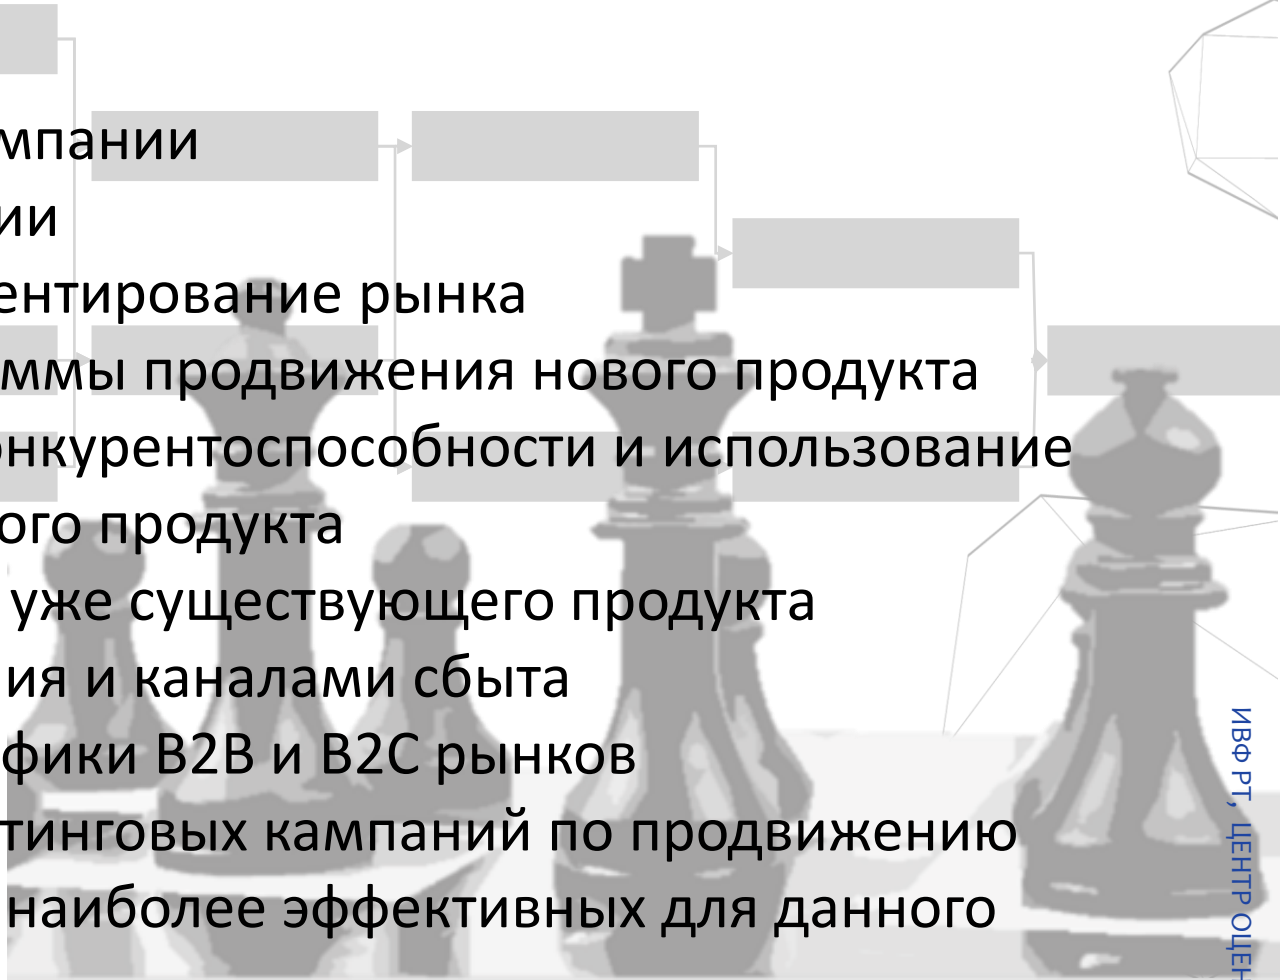 мпании
ии
ентирование рынка
ммы продвижения нового продукта
онкурентоспособности и использование
ого продукта
уже существующего продукта
ия и каналами сбыта
фики B2B и B2C рынков
тинговых кампаний по продвижению
наиболее эффективных для данного
ИВФ РТ, ЦЕНТР ОЦЕН